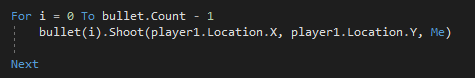 For i = 0 To bullet.Count - 1
bullet(i).Shoot(player1.Location.X, player1.Location.Y, Me)
Next